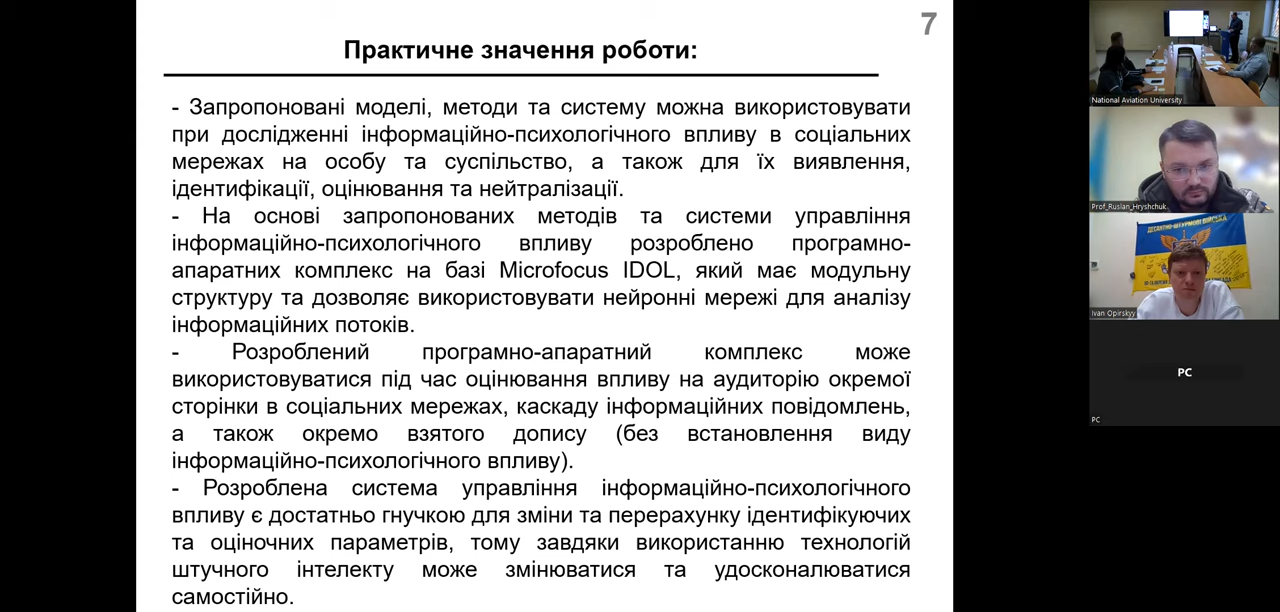 7
Практичне значення роботи:
- Запропоновані моделі, методи та систему можна використовувати
при дослідженні інформаційно-психологічного впливу в соціальних
мережах на особу та суспільство, а також для їх виявлення,
ідентифікації, оцінювання та нейтралізації.
- На основі запропонованих методів та системи управління
інформаційно-психологічного впливу розроблено програмно-
апаратних комплекс на базі Microfocus IDOL, який має модульну
структуру та дозволяє використовувати нейронні мережі для аналізу
інформаційних потоків.
- Розроблений програмно-апаратний комплекс може
використовуватися під час оцінювання впливу на аудиторію окремої
сторінки в соціальних мережах, каскаду інформаційних повідомлень,
а також окремо взятого допису (без встановлення виду
інформаційно-психологічного впливу).
- Розроблена система управління інформаційно-психологічного
впливу є достатньо гнучкою для зміни та перерахунку ідентифікуючих
та оціночних параметрів, тому завдяки використанню технологій
штучного інтелекту може змінюватися та удосконалюватися
самостійно.
National Aviation University
Prof_Ruslan_Hryshchuk
ДЕСАНТНО-ШТУРМОВІ ВІЙСЬКА
Ivan Opirskyy
PC
PC